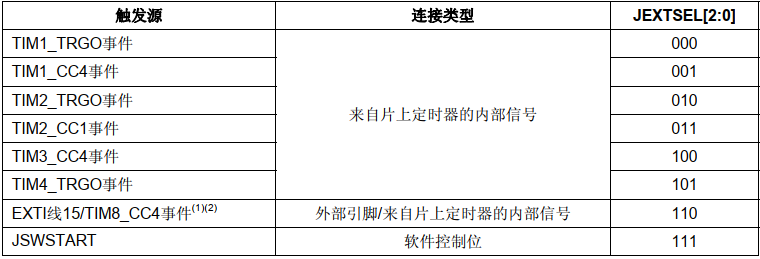 触发源 连接类型 JEXTSEL[2:0]
TIM1_TRGO事件 000
TIM1_CC4事件 001
TIM2_TRGO事件 010
来自片上定时器的内部信号
TIM2_CC1事件 011
TIM3_CC4事件 100
TIM4_TRGO事件 101
EXTI线15/TIM8_CC4事件(1)(2) 外部引脚/来自片上定时器的内部信号 110
JSWSTART 软件控制位 111